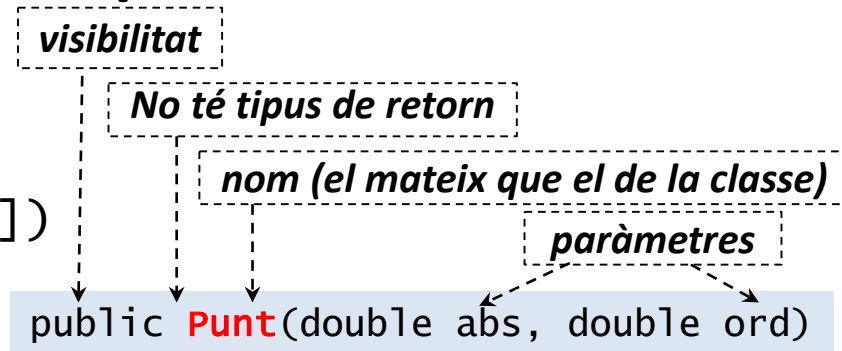 visibilitat
No té tipus de retorn
nom (el mateix que el de la classe)
])
paràmetres
public Punt(double abs, double ord)